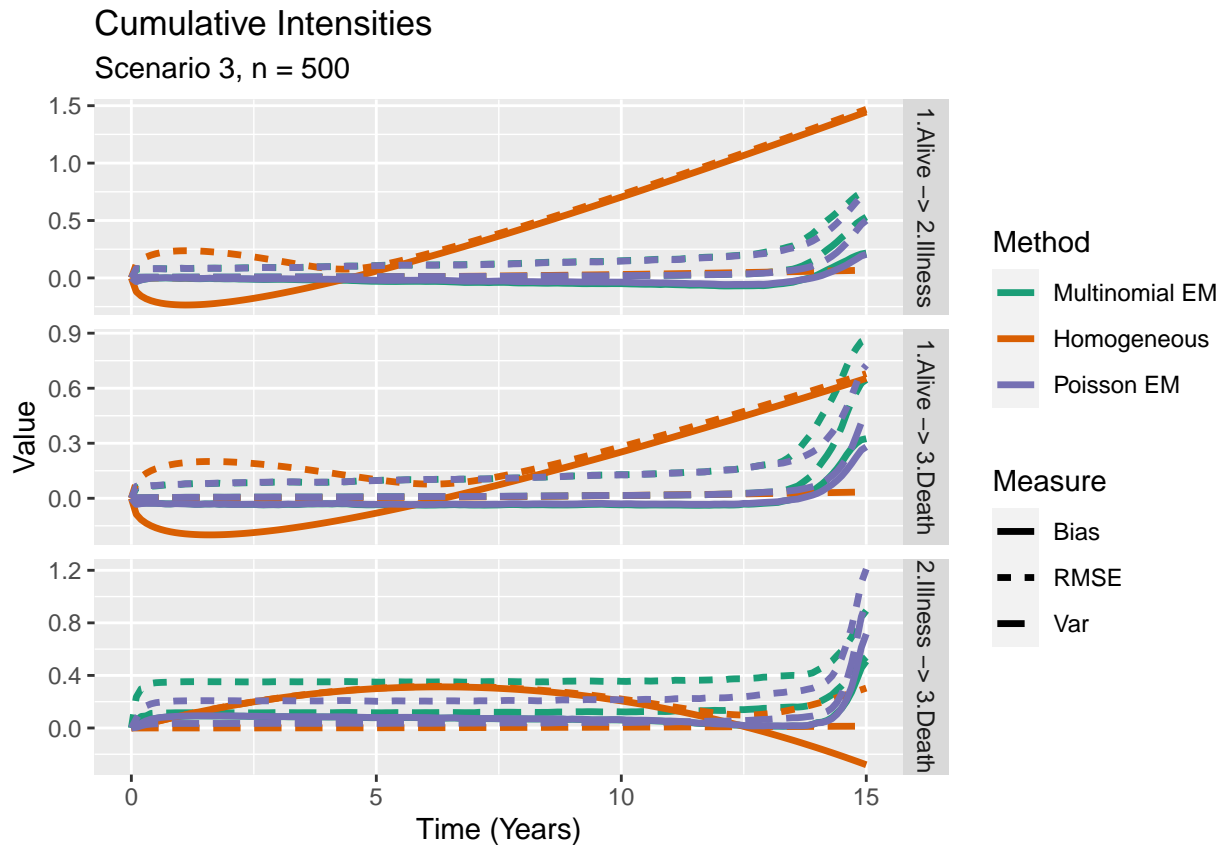 Cumulative Intensities
Scenario 3, n = 500
1.5
1.0
0.5
0.0
1.Alive −> 2.Illness
0.9
0.6
0.3
0.0
1.Alive −> 3.Death
1.2
0.8
0.4
0.0
2.Illness −> 3.Death
0
5
10
15
Time (Years)
Value
Method
Multinomial EM
Homogeneous
Poisson EM
Measure
Bias
RMSE
Var